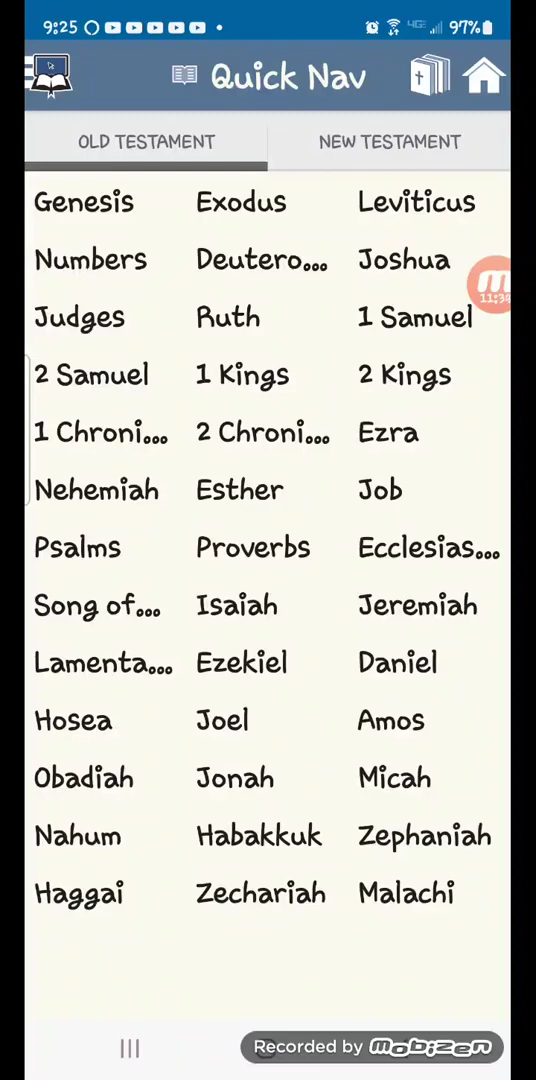 9:25 4GE 97%
Quick Nav
OLD TESTAMENT NEW TESTAMENT
Genesis Exodus Leviticus
Numbers Deutero... Joshua
11:34
Judges Ruth 1 Samuel
2 Samuel 1 Kings 2 Kings
1 Chroni... 2 Chroni... Ezra
Nehemiah Esther Job
Psalms Proverbs Ecclesias...
Song of... Isaiah Jeremiah
Lamenta... Ezekiel Daniel
Hosea Joel Amos
Obadiah Jonah Micah
Nahum Habakkuk Zephaniah
Haggai Zechariah Malachi
Recorded by mobizen